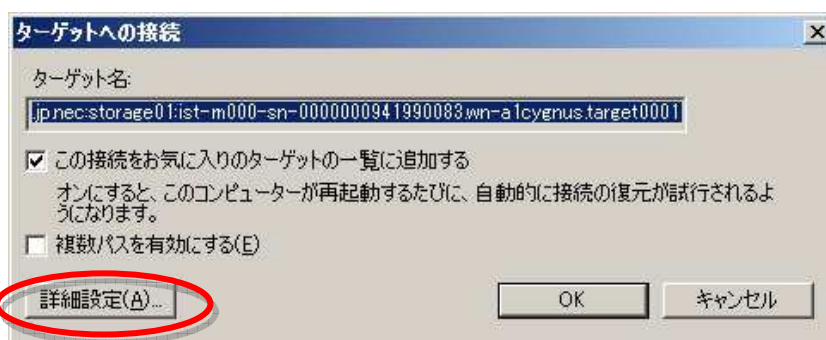 ターゲットへの接続
ターゲット名:
.jp.nec:storage01:ist-m000-sn-0000000941990083.wn-a1cygnus.target0001
この接続をお気に入りのターゲットの一覧に追加する
オンにすると、このコンピューターが再起動するたびに、自動的に接続の復元が試行されるよ
うになります。
複数パスを有効にする(E)
詳細設定(A)...
OK
キャンセル